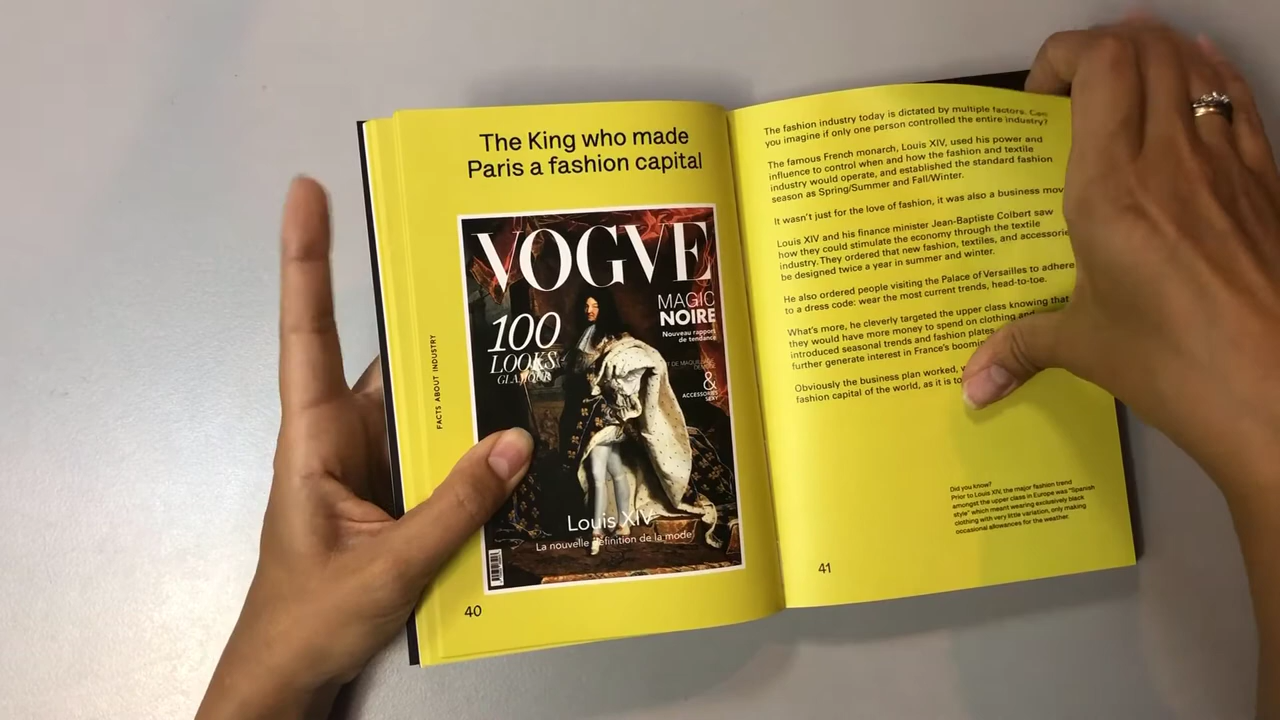 The King who made
Paris a fashion capital
FACTS ABOUT INDUSTRY
VOGVE
MAGIC
NOIRE
Nouveau rapport
de tendance
100
LOOKS
GLAMOUR
&
ACCESSORIES
SEXY
Louis XIV
La nouvelle définition de la mode
40
The fashion industry today is dictated by multiple factors. Can
you imagine if only one person controlled the entire industry?
The famous French monarch, Louis XIV, used his power and
influence to control when and how the fashion and textile
industry would operate, and established the standard fashion
season as Spring/Summer and Fall/Winter.
It wasn't just for the love of fashion, it was also a business mov
Louis XIV and his finance minister Jean-Baptiste Colbert saw
how they could stimulate the economy through the textile
industry. They ordered that new fashion, textiles, and accessorie
be designed twice a year in summer and winter.
He also ordered people visiting the Palace of Versailles to adhere
to a dress code: wear the most current trends, head-to-toe.
What's more, he cleverly targeted the upper class knowing that
they would have more money to spend on clothing and
introduced seasonal trends and fashion plates
further generate interest in France's boomin
Obviously the business plan worked,
fashion capital of the world, as it is to
Did you know?
Prior to Louis XIV, the major fashion trend
amongst the upper class in Europe was "Spanish
style" which meant wearing exclusively black
clothing with very little variation, only making
occasional allowances for the weather.
41